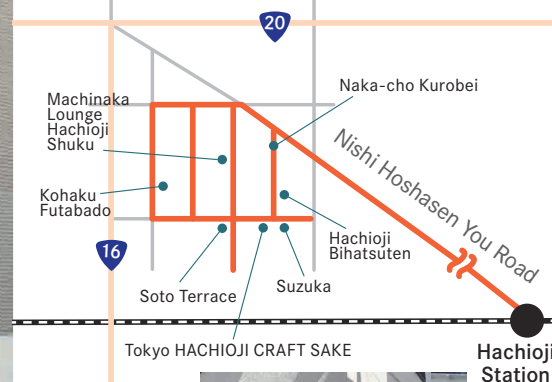 20
Naka-cho Kurobei
Machinaka
Lounge
Hachioji
Shuku
Nishi Hoshasen You Road
Kohaku
Futabado
Hachioji
Bihatsuten
16
Soto Terrace
Suzuka
Tokyo HACHIOJI CRAFT SAKE
Hachioji
Station